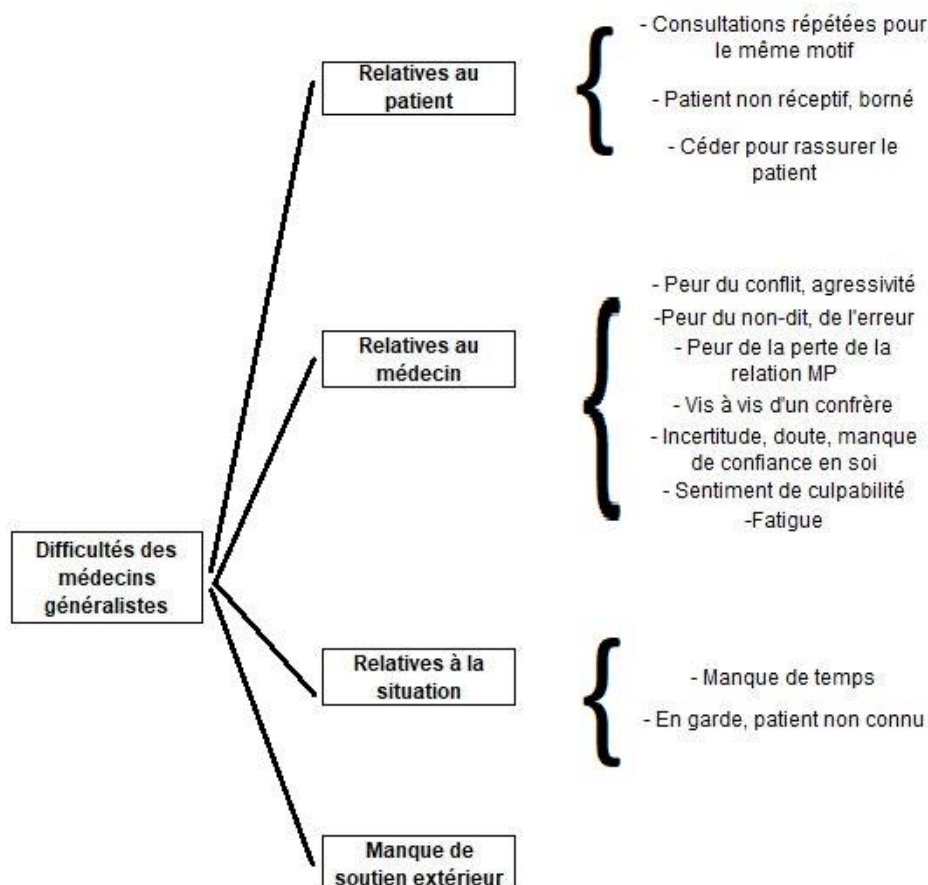 - Consultations répétées pour
le même motif
Relatives au
patient
- Patient non réceptif, borné
- Céder pour rassurer le
patient
- Peur du conflit, agressivité
-Peur du non-dit, de l'erreur
Relatives au
médecin
- Peur de la perte de la
relation MP
- Vis à vis d'un confrère
- Incertitude, doute, manque
de confiance en soi
- Sentiment de culpabilité
-Fatigue
Difficultés des
médecins
généralistes
Relatives à la
situation
- Manque de temps
- En garde, patient non connu
Manque de
soutien extérieur